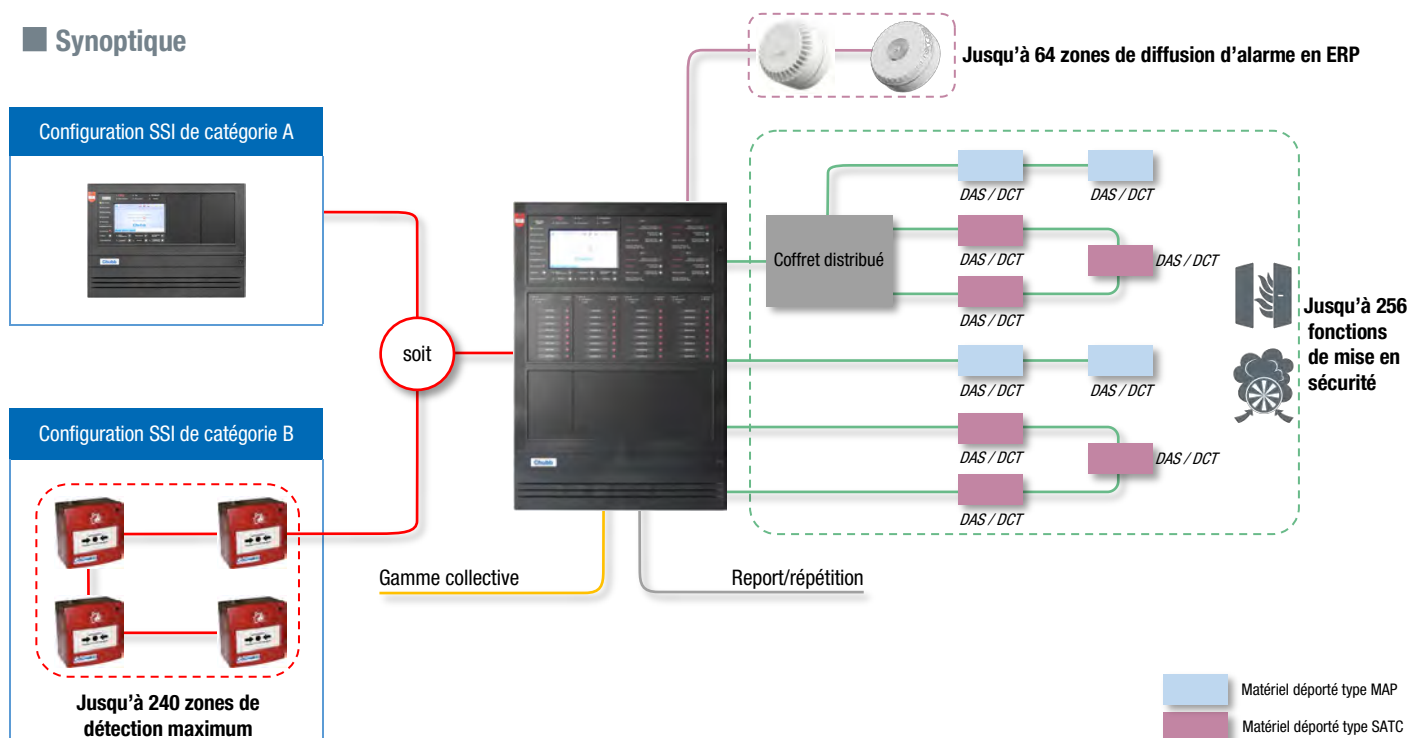 Synoptique
Jusqu'à 64 zones de diffusion d'alarme en ERP
Configuration SSI de catégorie A
Chubb
soit
Configuration SSI de catégorie B
Jusqu'à 240 zones de
détection maximum
Chubb
Gamme collective
Report/répétition
Coffret distribué
DAS / DCT
DAS / DCT
DAS / DCT
DAS / DCT
DAS / DCT
DAS / DCT
DAS / DCT
DAS / DCT
DAS / DCT
DAS / DCT
Jusqu'à 256
fonctions
de mise en
sécurité
Matériel déporté type MAP
Matériel déporté type SATC